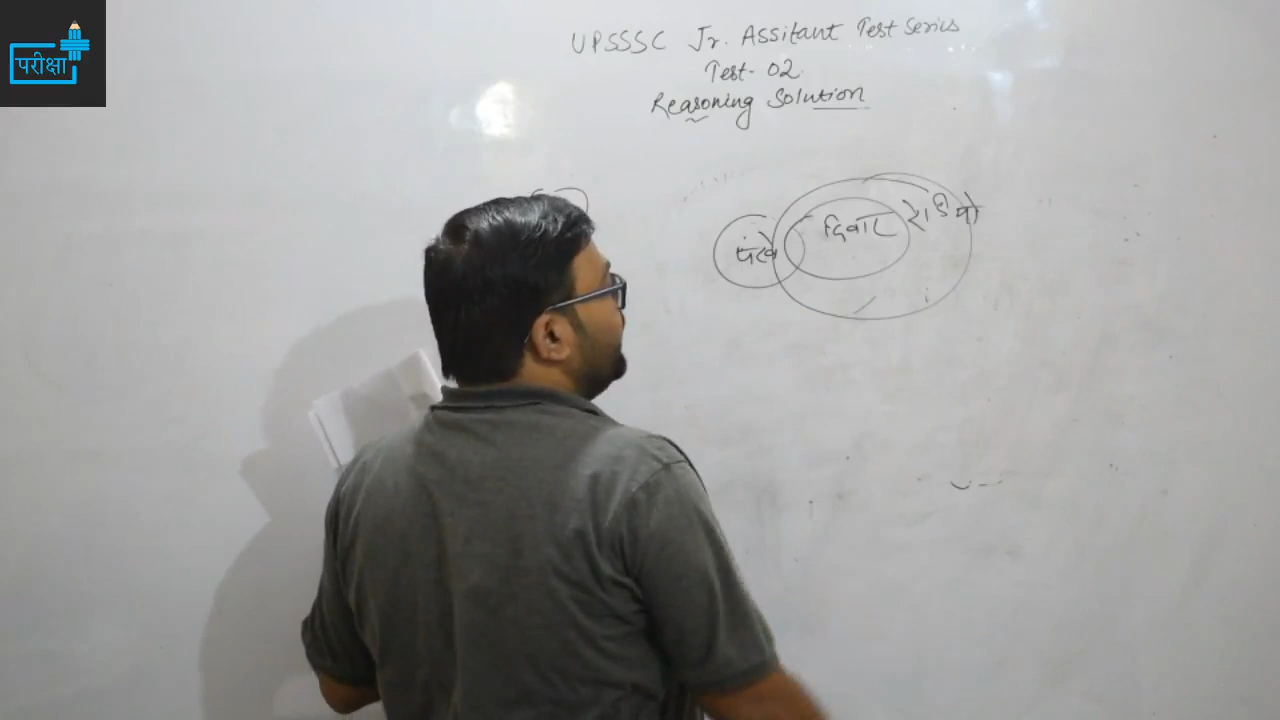 परीक्षा
UPSSSC Jr. Assitant Test Series
Test- 02.
Reasoning Solution
पंखे दिवार रेडियो